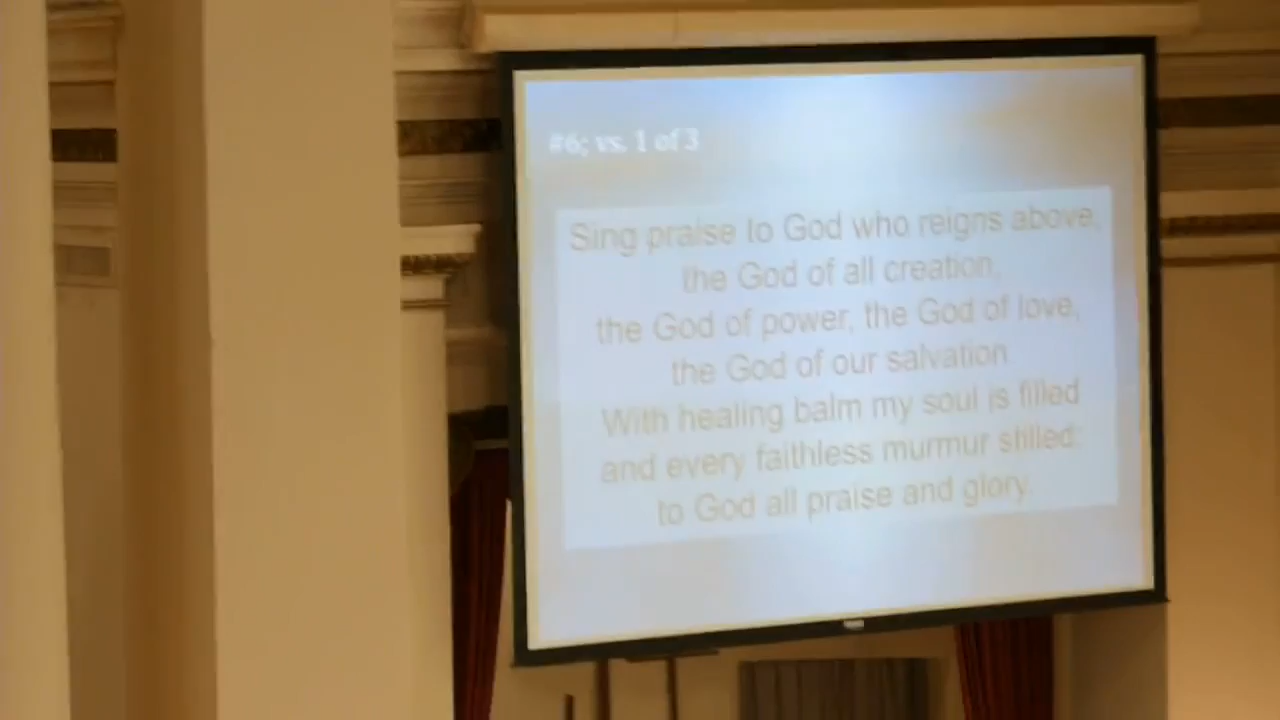 #6; vs. 1 of 3
Sing praise to God who reigns above,
the God of all creation,
the God of power, the God of love,
the God of our salvation
With healing balm my soul is filled
and every faithless murmur stilled:
to God all praise and glory.